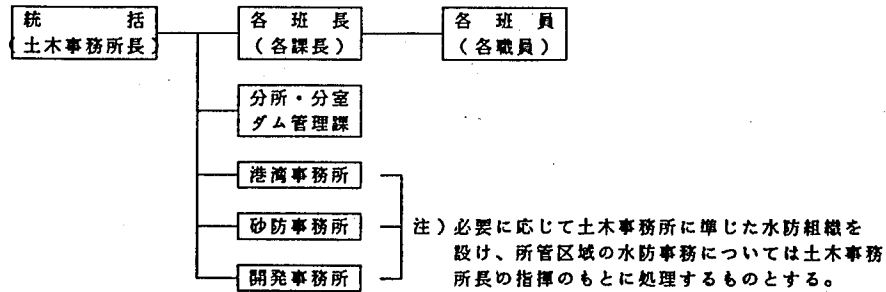 統　　括
（土木事務所長）
各　班　長
（各課長）
各　班　員
（各職員）
分所・分室
ダム管理課
港湾事務所
砂防事務所
開発事務所
注）必要に応じて土木事務所に準じた水防組織を
設け、所管区域の水防事務については土木事務
所長の指揮のもとに処理するものとする。